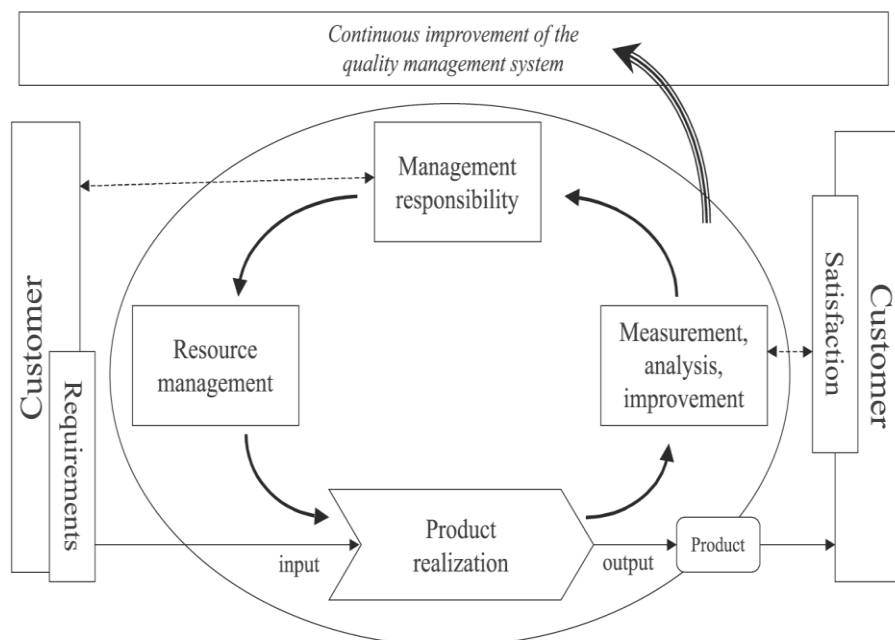 Continuous improvement of the
quality management system
Management
responsibility
Customer
Requirements
Resource
management
Measurement,
analysis,
improvement
Satisfaction
Customer
Product
realization
input
output
Product